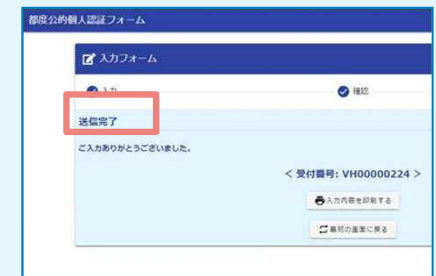 都度公的個人認証フォーム
入力フォーム
入力
確認
送信完了
ご入力ありがとうございました。
< 受付番号: VH00000224 >
入力内容を印刷する
最初の画面に戻る